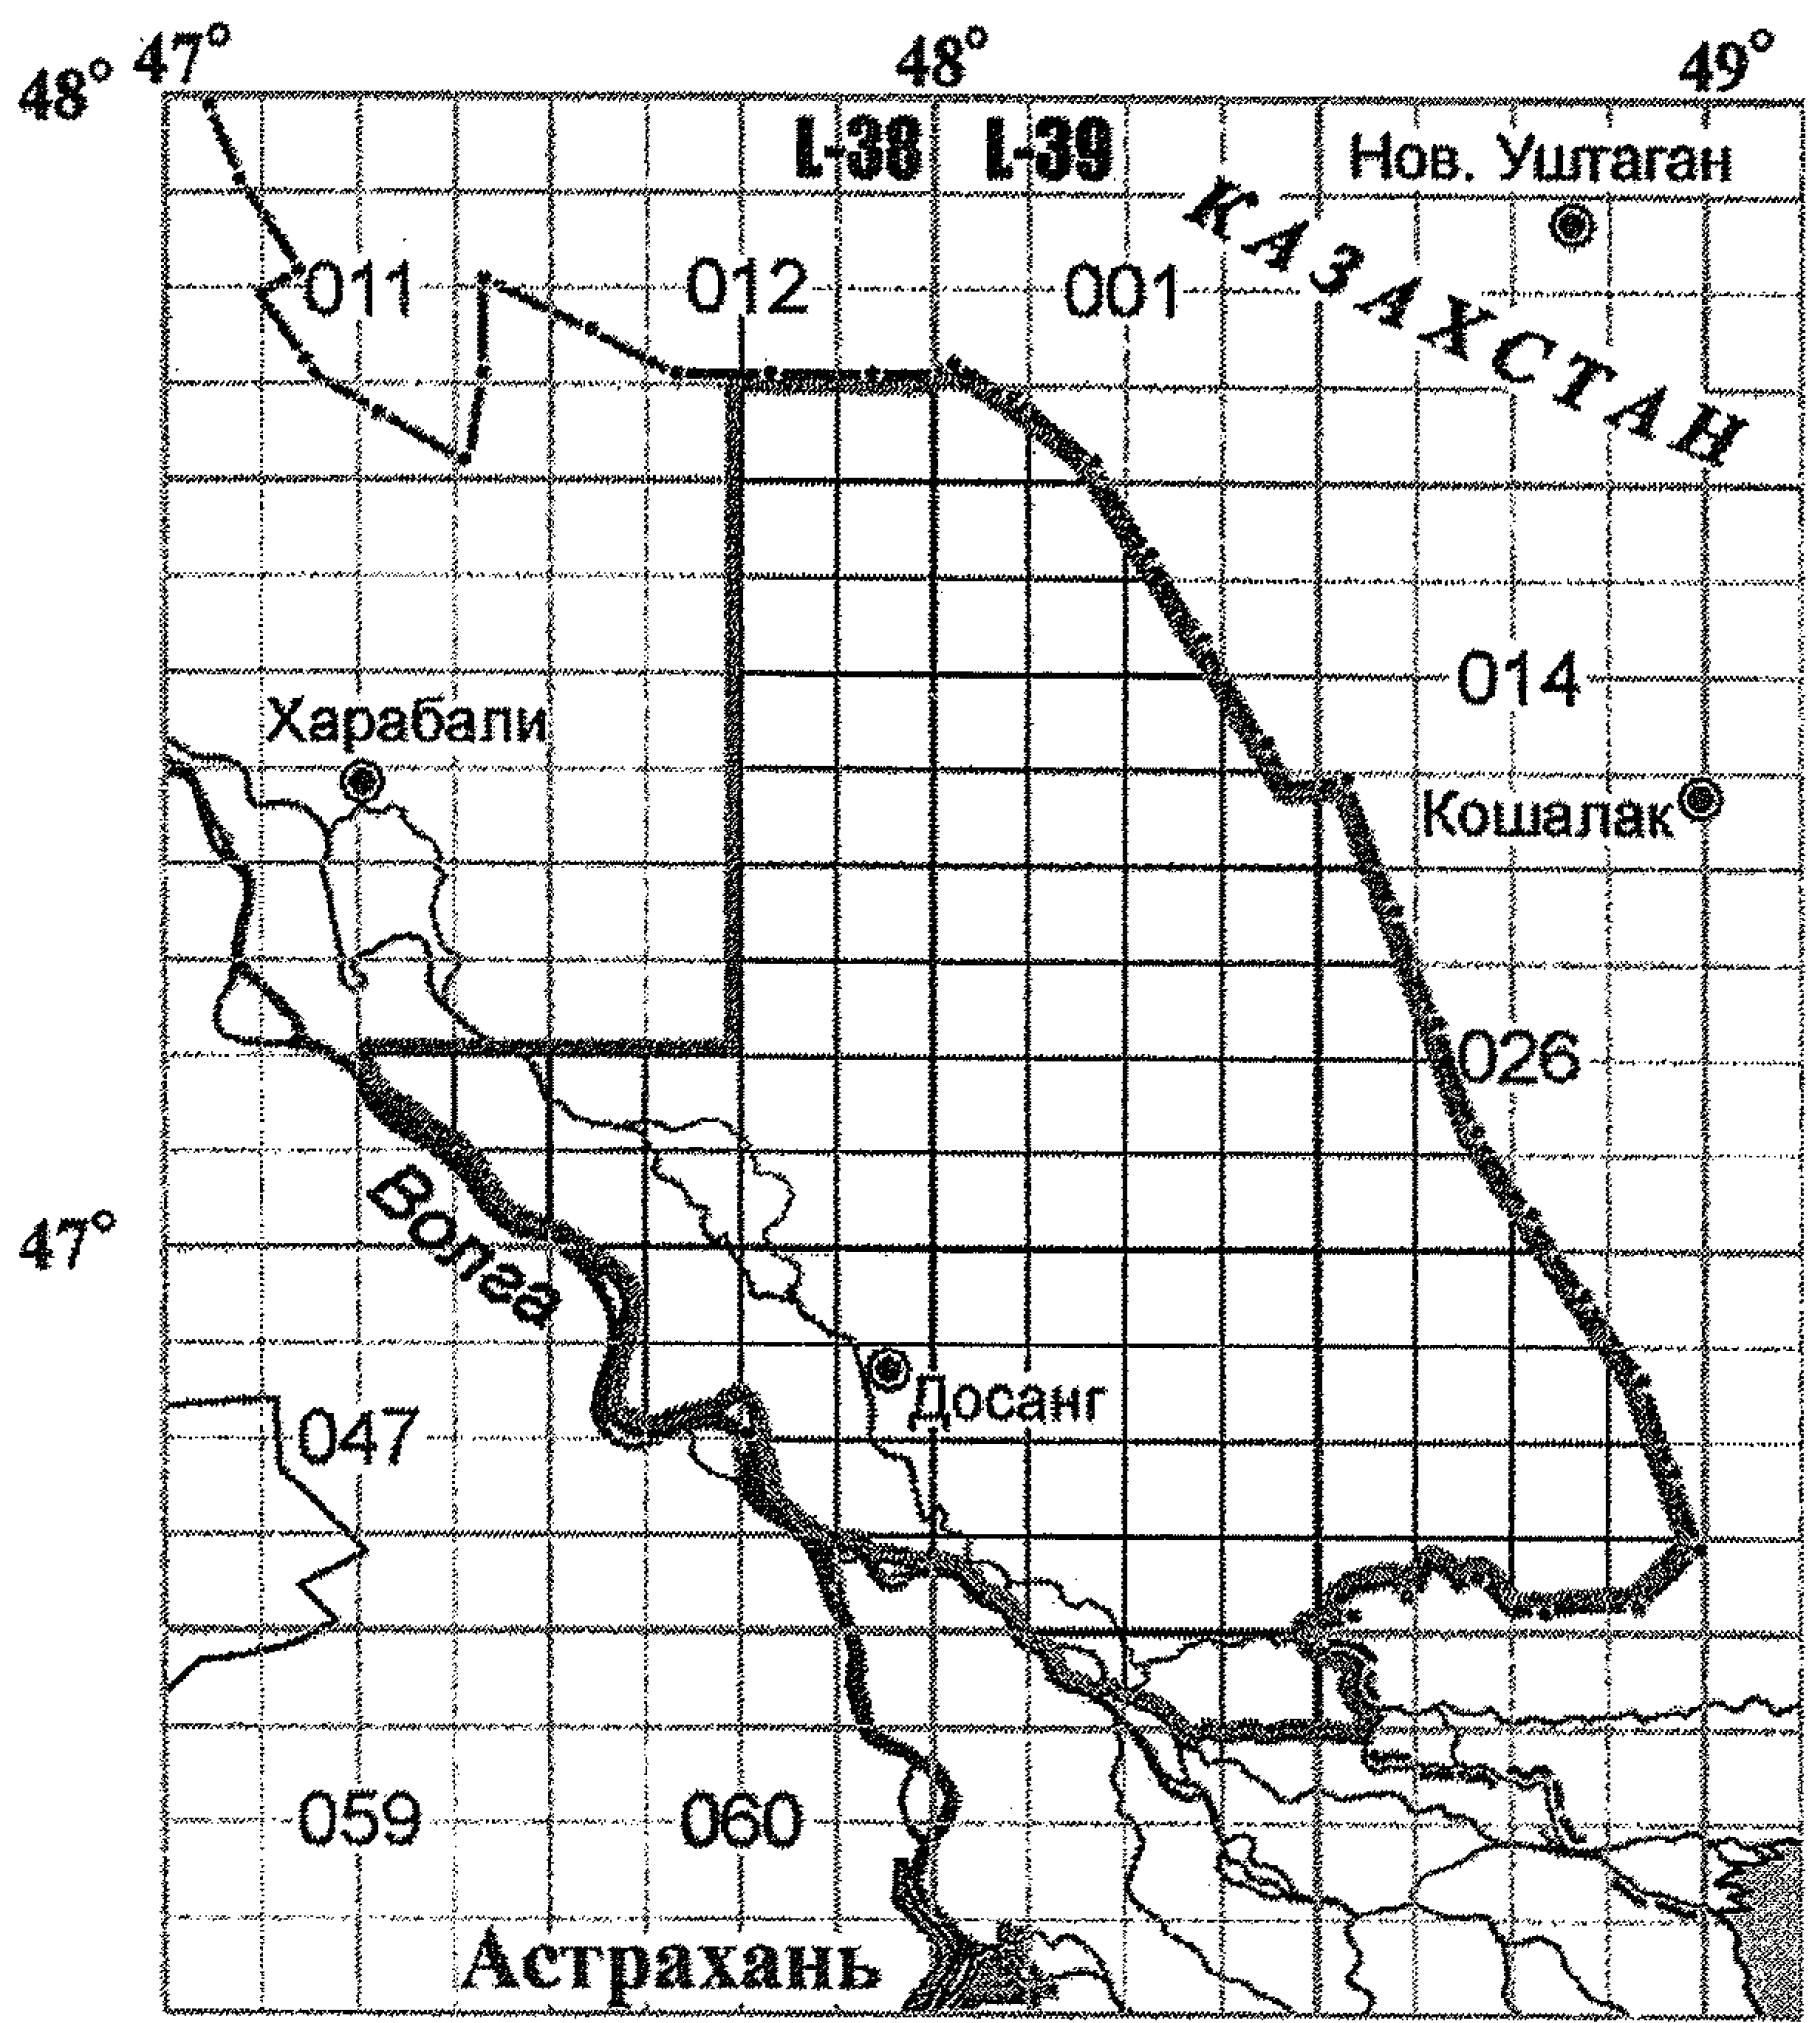 47° 48° 49°
48°
L-38 L-39
Нов. Уштаган
КАЗАХСТАН
011 012 001
014
Харабали
Кошалак
026
Волга
47°
Досанг
047
059 060
Астрахань